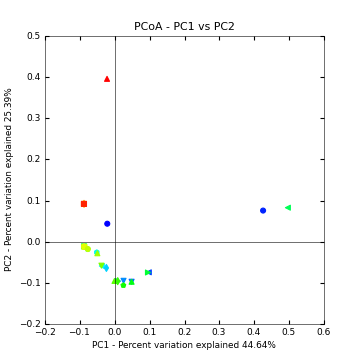 PCoA - PC1 vs PC2
PC2 - Percent variation explained 25.39%
0.5
0.4
0.3
0.2
0.1
0.0
−0.1
−0.2
−0.2 −0.1 0.0 0.1 0.2 0.3 0.4 0.5 0.6
PC1 - Percent variation explained 44.64%